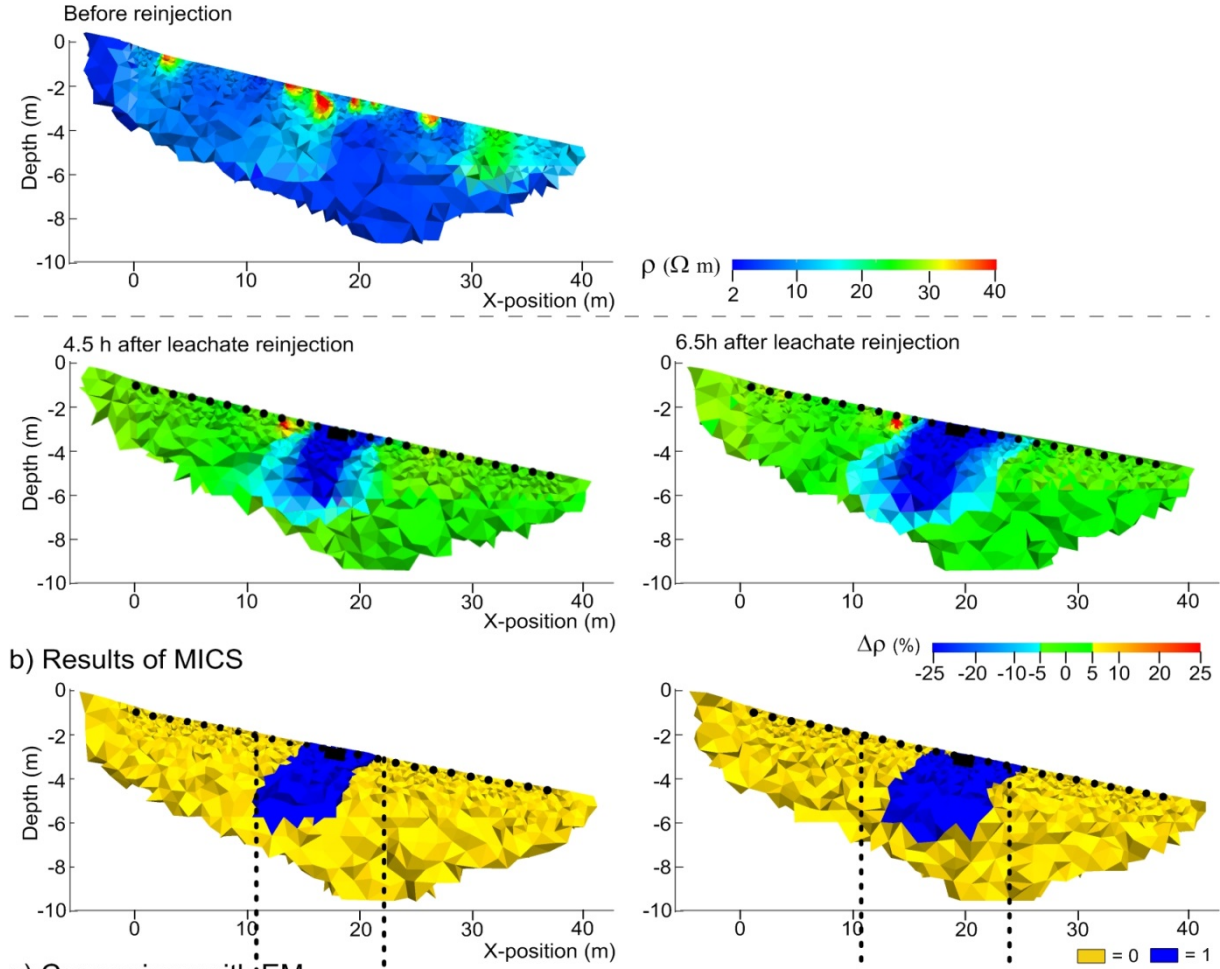 Before reinjection
0
-2
-4
-6
-8
-10
Depth (m)
0 10 20 30 40
X-position (m)
ρ (Ω m)
2 10 20 30 40
4.5 h after leachate reinjection
0
-2
-4
-6
-8
-10
Depth (m)
0 10 20 30 40
X-position (m)
6.5h after leachate reinjection
0
-2
-4
-6
-8
-10
0 10 20 30 40
Δρ (%)
-25 -20 -10 -5 0 5 10 20 25
b) Results of MICS
0
-2
-4
-6
-8
-10
Depth (m)
0 10 20 30 40
X-position (m)
0
-2
-4
-6
-8
-10
0 10 20 30 40
= 0 = 1